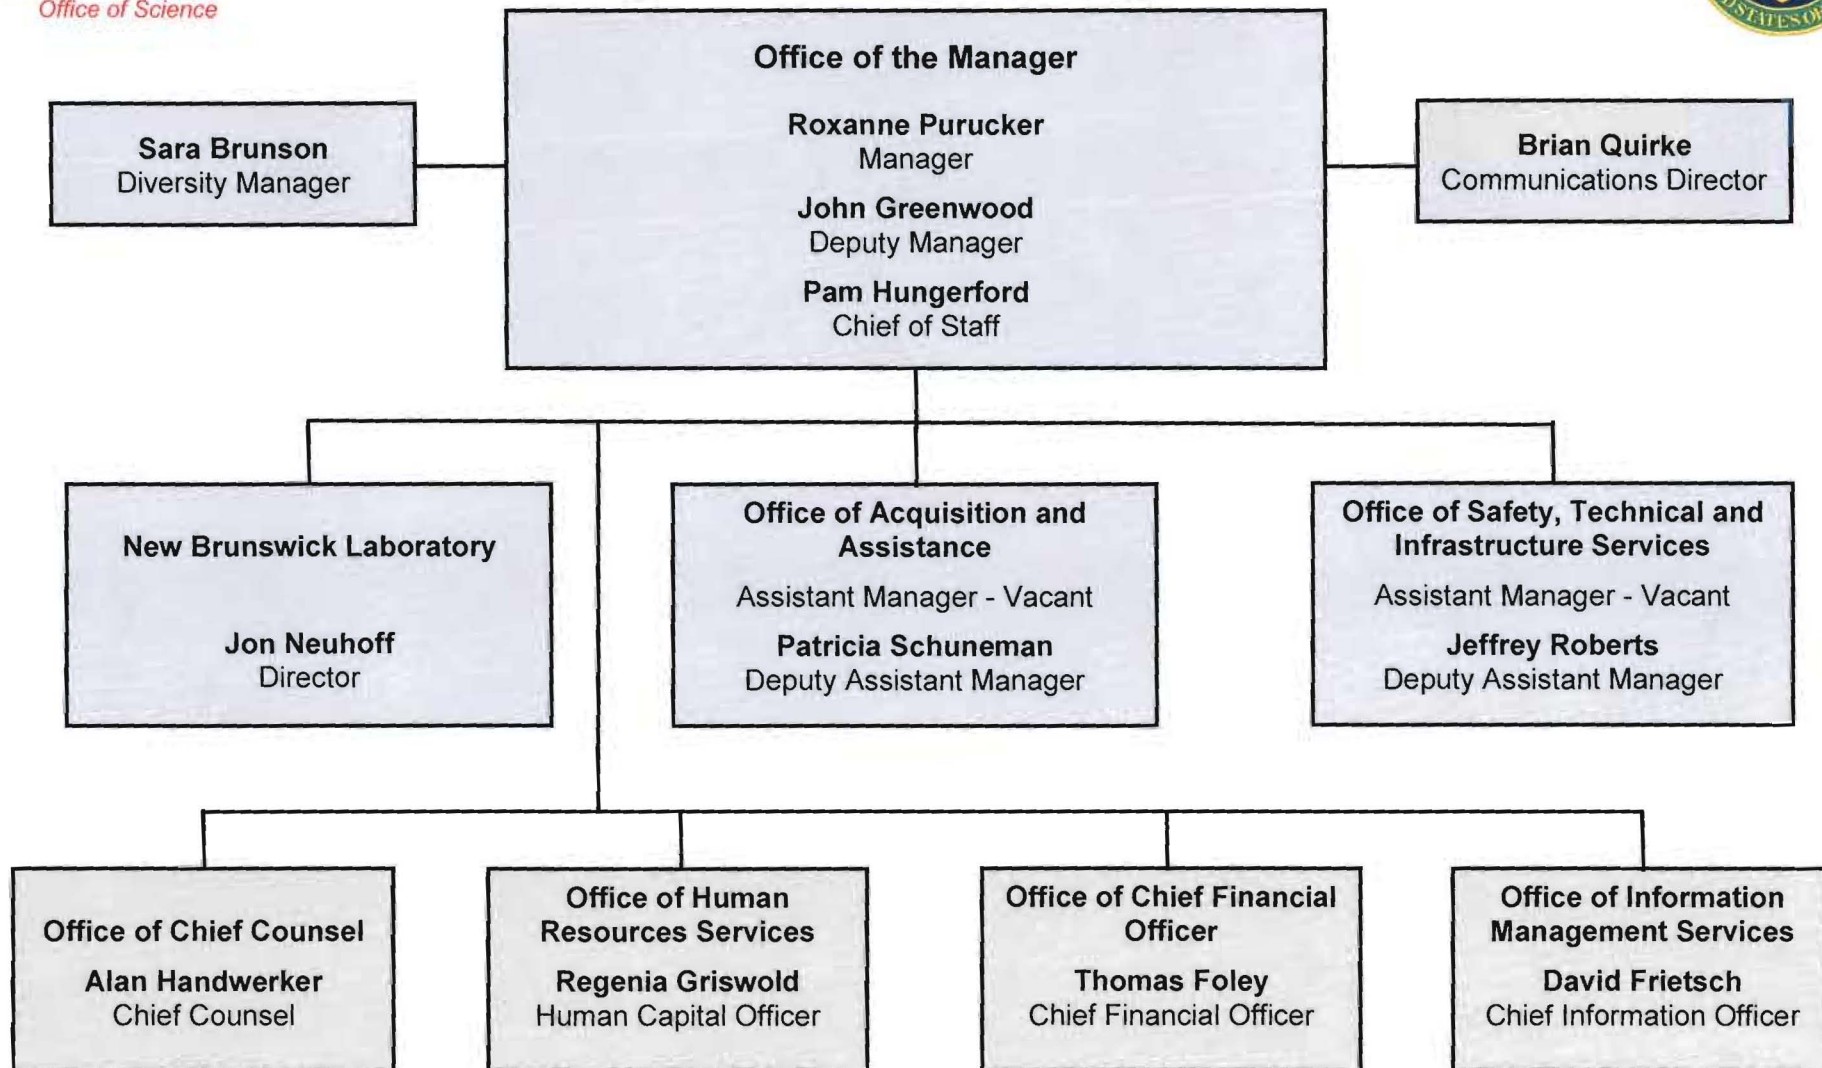 Office of Science
D STATES OF
Office of the Manager
Roxanne Purucker
Manager
John Greenwood
Deputy Manager
Pam Hungerford
Chief of Staff
Sara Brunson
Diversity Manager
Brian Quirke
Communications Director
New Brunswick Laboratory
Jon Neuhoff
Director
Office of Acquisition and
Assistance
Assistant Manager - Vacant
Patricia Schuneman
Deputy Assistant Manager
Office of Safety, Technical and
Infrastructure Services
Assistant Manager - Vacant
Jeffrey Roberts
Deputy Assistant Manager
Office of Chief Counsel
Alan Handwerker
Chief Counsel
Office of Human
Resources Services
Regenia Griswold
Human Capital Officer
Office of Chief Financial
Officer
Thomas Foley
Chief Financial Officer
Office of Information
Management Services
David Frietsch
Chief Information Officer